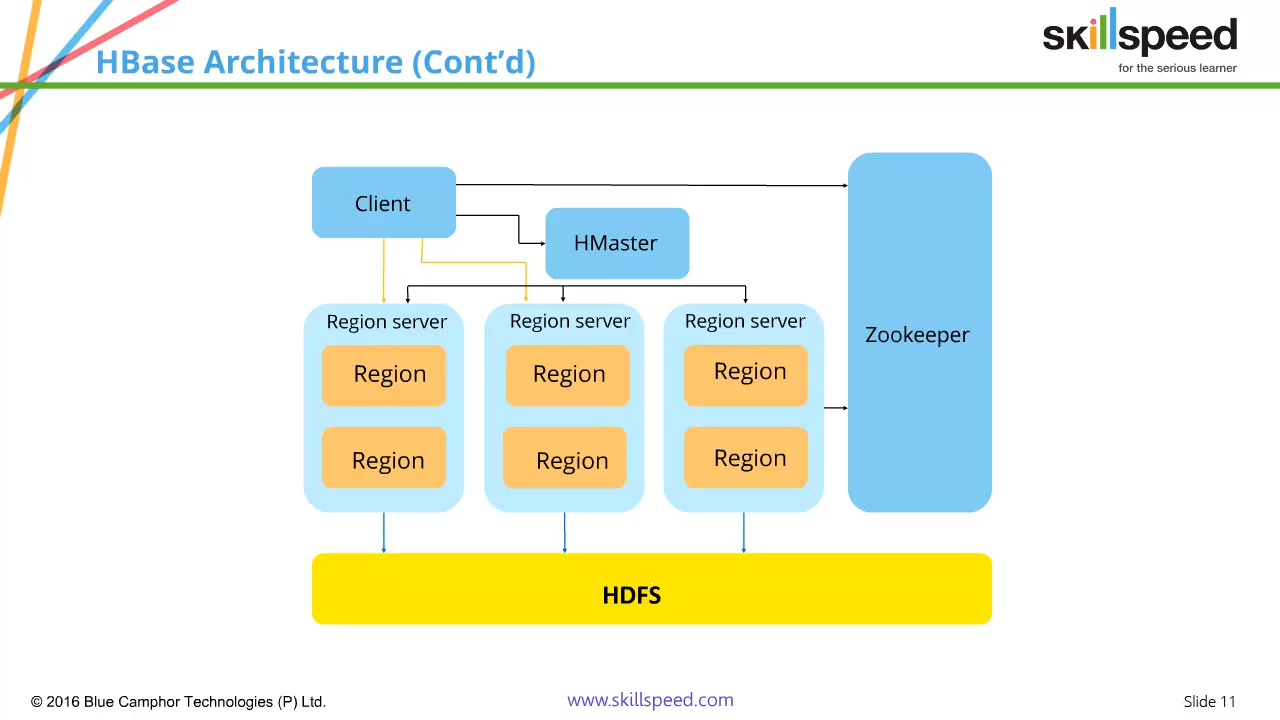 HBase Architecture (Cont’d)
skillspeed
for the serious learner
Client
HMaster
Zookeeper
Region server
Region server
Region server
Region
Region
Region
Region
Region
Region
HDFS
© 2016 Blue Camphor Technologies (P) Ltd.
www.skillspeed.com
Slide 11